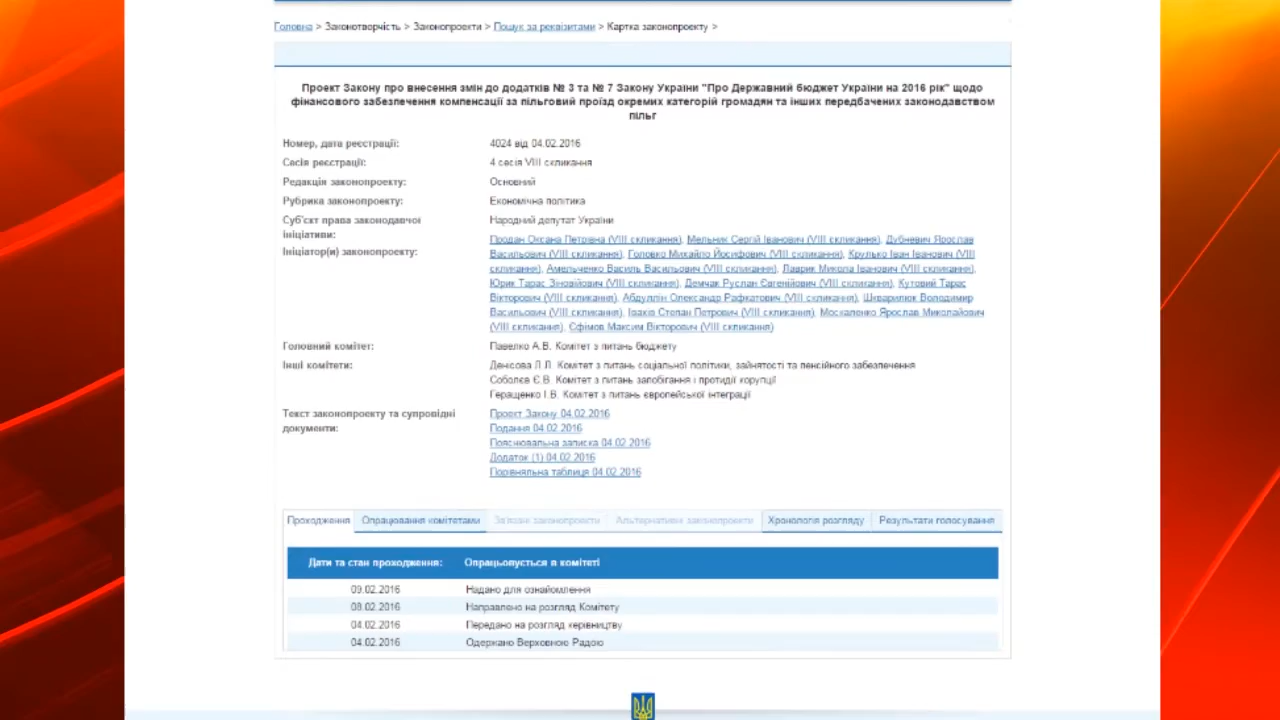 Головна > Законотворчість > Законопроекти > Пошук за реквізитами > Картка законопроекту >
Проект Закону про внесення змін до додатків № 3 та № 7 Закону України "Про Державний бюджет України на 2016 рік" щодо
фінансового забезпечення компенсації за пільговий проїзд окремих категорій громадян та інших передбачених законодавством
пільг
Номер, дата реєстрації: 4024 від 04.02.2016
Сесія реєстрації: 4 сесія VIII скликання
Редакція законопроекту: Основний
Рубрика законопроекту: Економічна політика
Суб'єкт права законодавчої Народний депутат України
ініціативи:
Ініціатор(и) законопроекту: Продан Оксана Петрівна (VIII скликання), Мельник Сергій Іванович (VIII скликання), Дубневич Ярослав
Васильович (VIII скликання), Головко Михайло Йосифович (VIII скликання), Крулько Іван Іванович (VIII
скликання), Амельченко Василь Васильович (VIII скликання), Лаврик Микола Іванович (VIII скликання),
Юрик Тарас Зіновійович (VIII скликання), Демчак Руслан Євгенійович (VIII скликання), Кутовий Тарас
Вікторович (VIII скликання), Абдуллін Олександр Рафкатович (VIII скликання), Шкварилюк Володимир
Васильович (VIII скликання), Івахів Степан Петрович (VIII скликання), Москаленко Ярослав Миколайович
(VIII скликання), Єфімов Максим Вікторович (VIII скликання)
Головний комітет: Павелко А.В. Комітет з питань бюджету
Інші комітети: Денісова Л.Л. Комітет з питань соціальної політики, зайнятості та пенсійного забезпечення
Соболєв Є.В. Комітет з питань запобігання і протидії корупції
Геращенко І.В. Комітет з питань європейської інтеграції
Текст законопроекту та супровідні Проект Закону 04.02.2016
документи: Подання 04.02.2016
Пояснювальна записка 04.02.2016
Додаток (1) 04.02.2016
Порівняльна таблиця 04.02.2016
Проходження Опрацювання комітетами Зв'язані законопроекти Альтернативні законопроекти Хронологія розгляду Результати голосування
Дати та стан проходження: Опрацьовується в комітеті
09.02.2016 Надано для ознайомлення
08.02.2016 Направлено на розгляд Комітету
04.02.2016 Передано на розгляд керівництву
04.02.2016 Одержано Верховною Радою